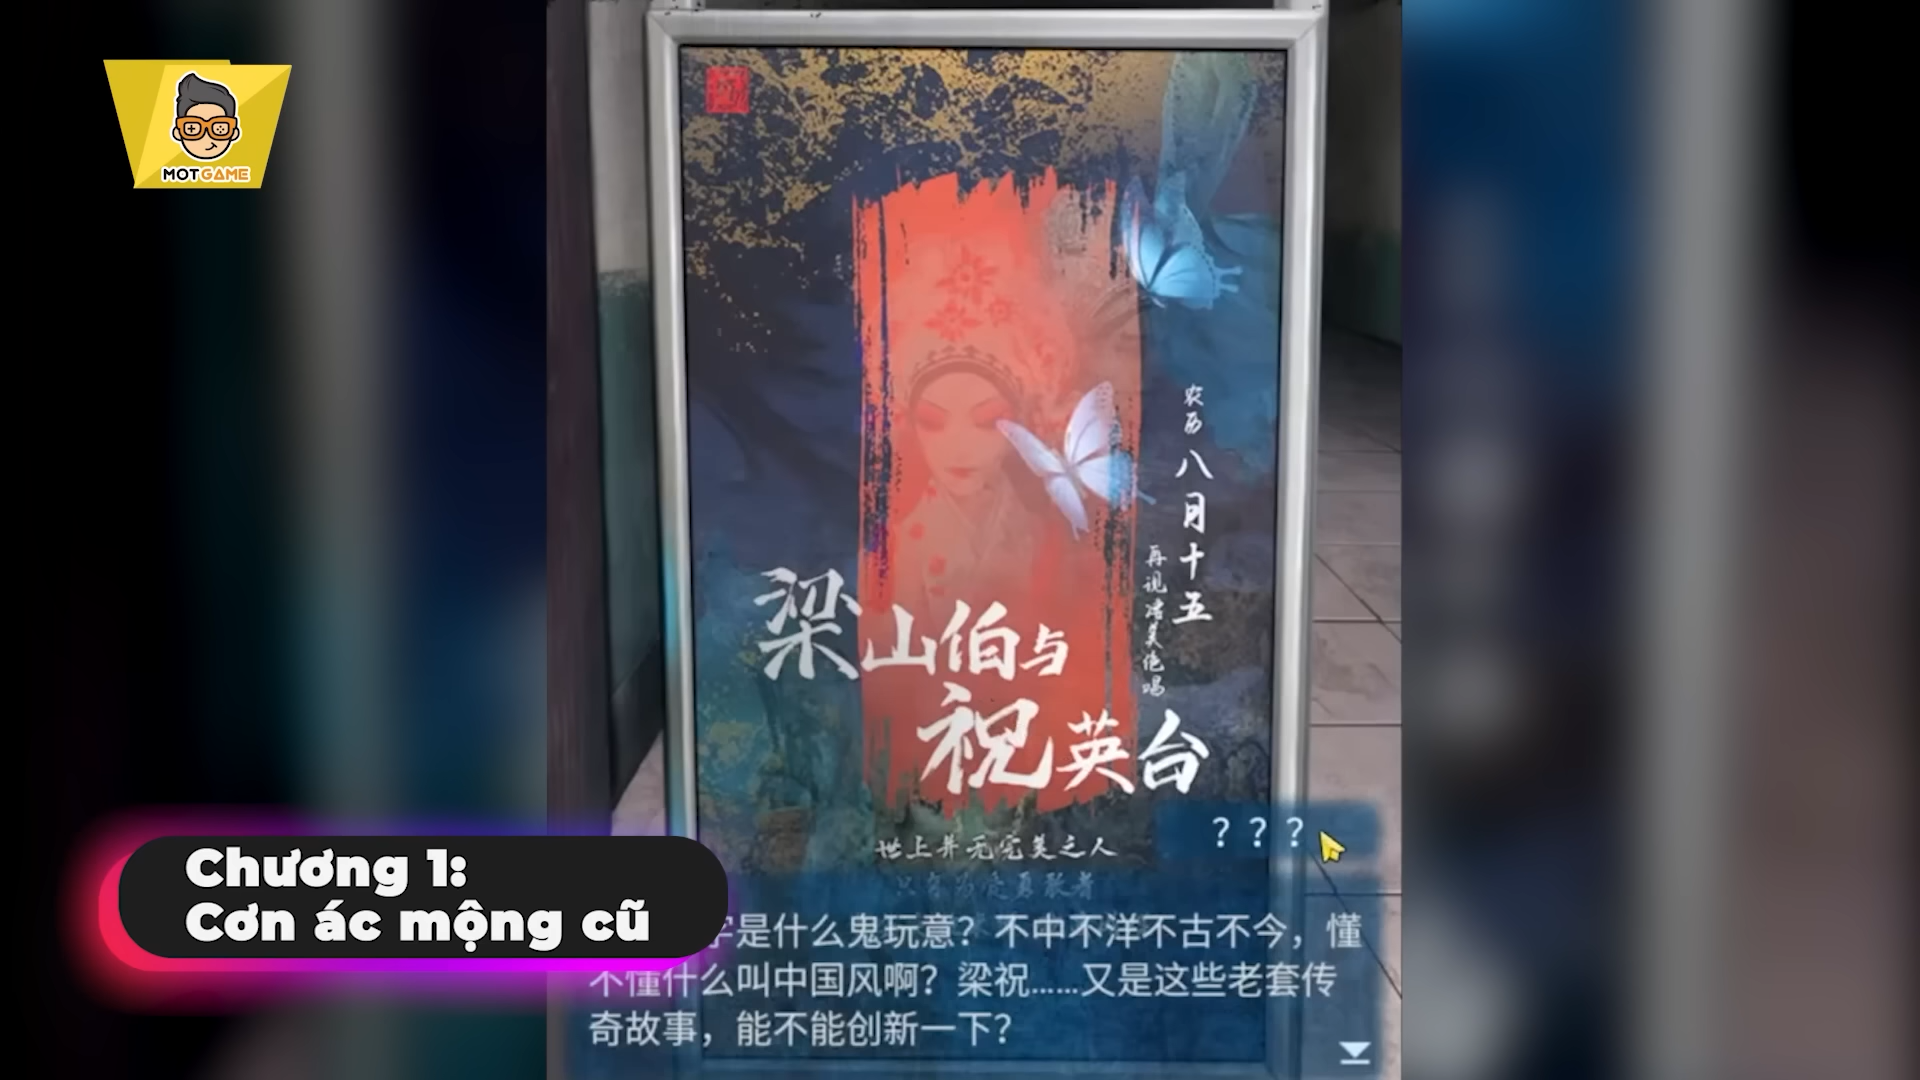 MOTGAME
农历
八月十五
再现凄美绝唱
梁山伯与
祝英台
世上并无完美之人
？？？
字是什么鬼玩意？不中不洋不古不今，懂
不懂什么叫中国风啊？梁祝……又是这些老套传
奇故事，能不能创新一下？
Chương 1:
Cơn ác mộng cũ